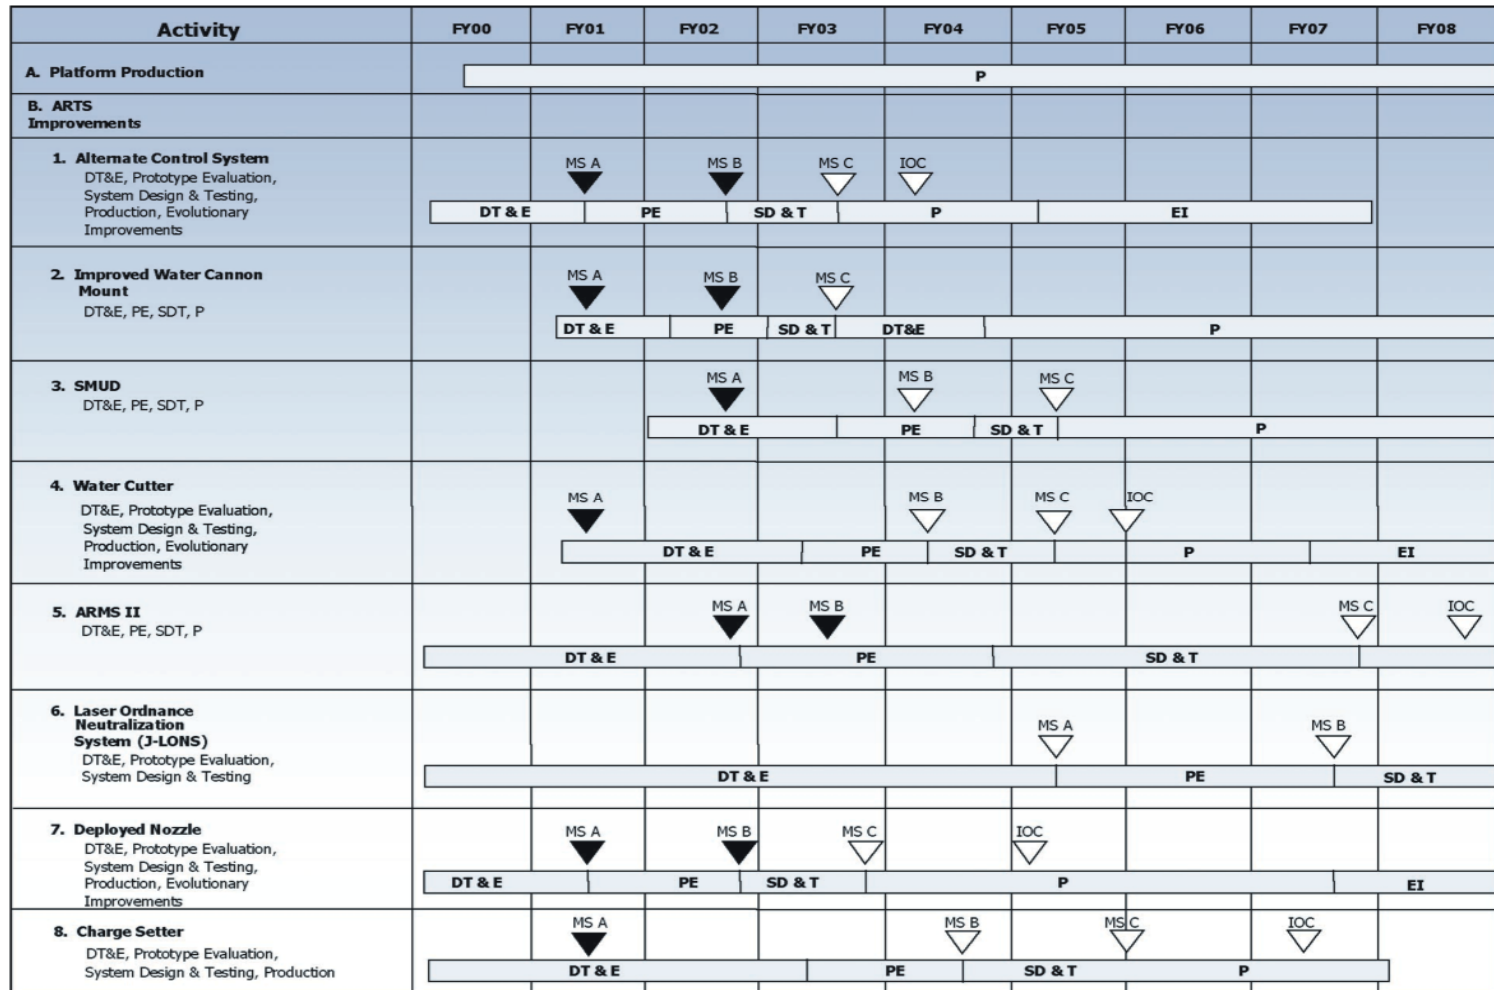 Activity FY00 FY01 FY02 FY03 FY04 FY05 FY06 FY07 FY08
A. Platform Production
P
B. ARTS
Improvements
1. Alternate Control System
MS A MS B MS C IOC
DT&E, Prototype Evaluation,
System Design & Testing,
Production, Evolutionary
Improvements
DT & E PE SD & T P EI
2. Improved Water Cannon
Mount
MS A MS B MS C
DT&E, PE, SDT, P
DT & E PE SD & T DT&E P
3. SMUD
MS A MS B MS C
DT&E, PE, SDT, P
DT & E PE SD & T P
4. Water Cutter
MS A MS B MS C IOC
DT&E, Prototype Evaluation,
System Design & Testing,
Production, Evolutionary
Improvements
DT & E PE SD & T P EI
5. ARMS II
MS A MS B MS C IOC
DT&E, PE, SDT, P
DT & E PE SD & T
6. Laser Ordnance
Neutralization
System (J-LONS)
MS A MS B
DT&E, Prototype Evaluation,
System Design & Testing
DT & E PE SD & T
7. Deployed Nozzle
MS A MS B MS C IOC
DT&E, Prototype Evaluation,
System Design & Testing,
Production, Evolutionary
Improvements
DT & E PE SD & T P EI
8. Charge Setter
MS A MS B MS C IOC
DT&E, Prototype Evaluation,
System Design & Testing, Production
DT & E PE SD & T P